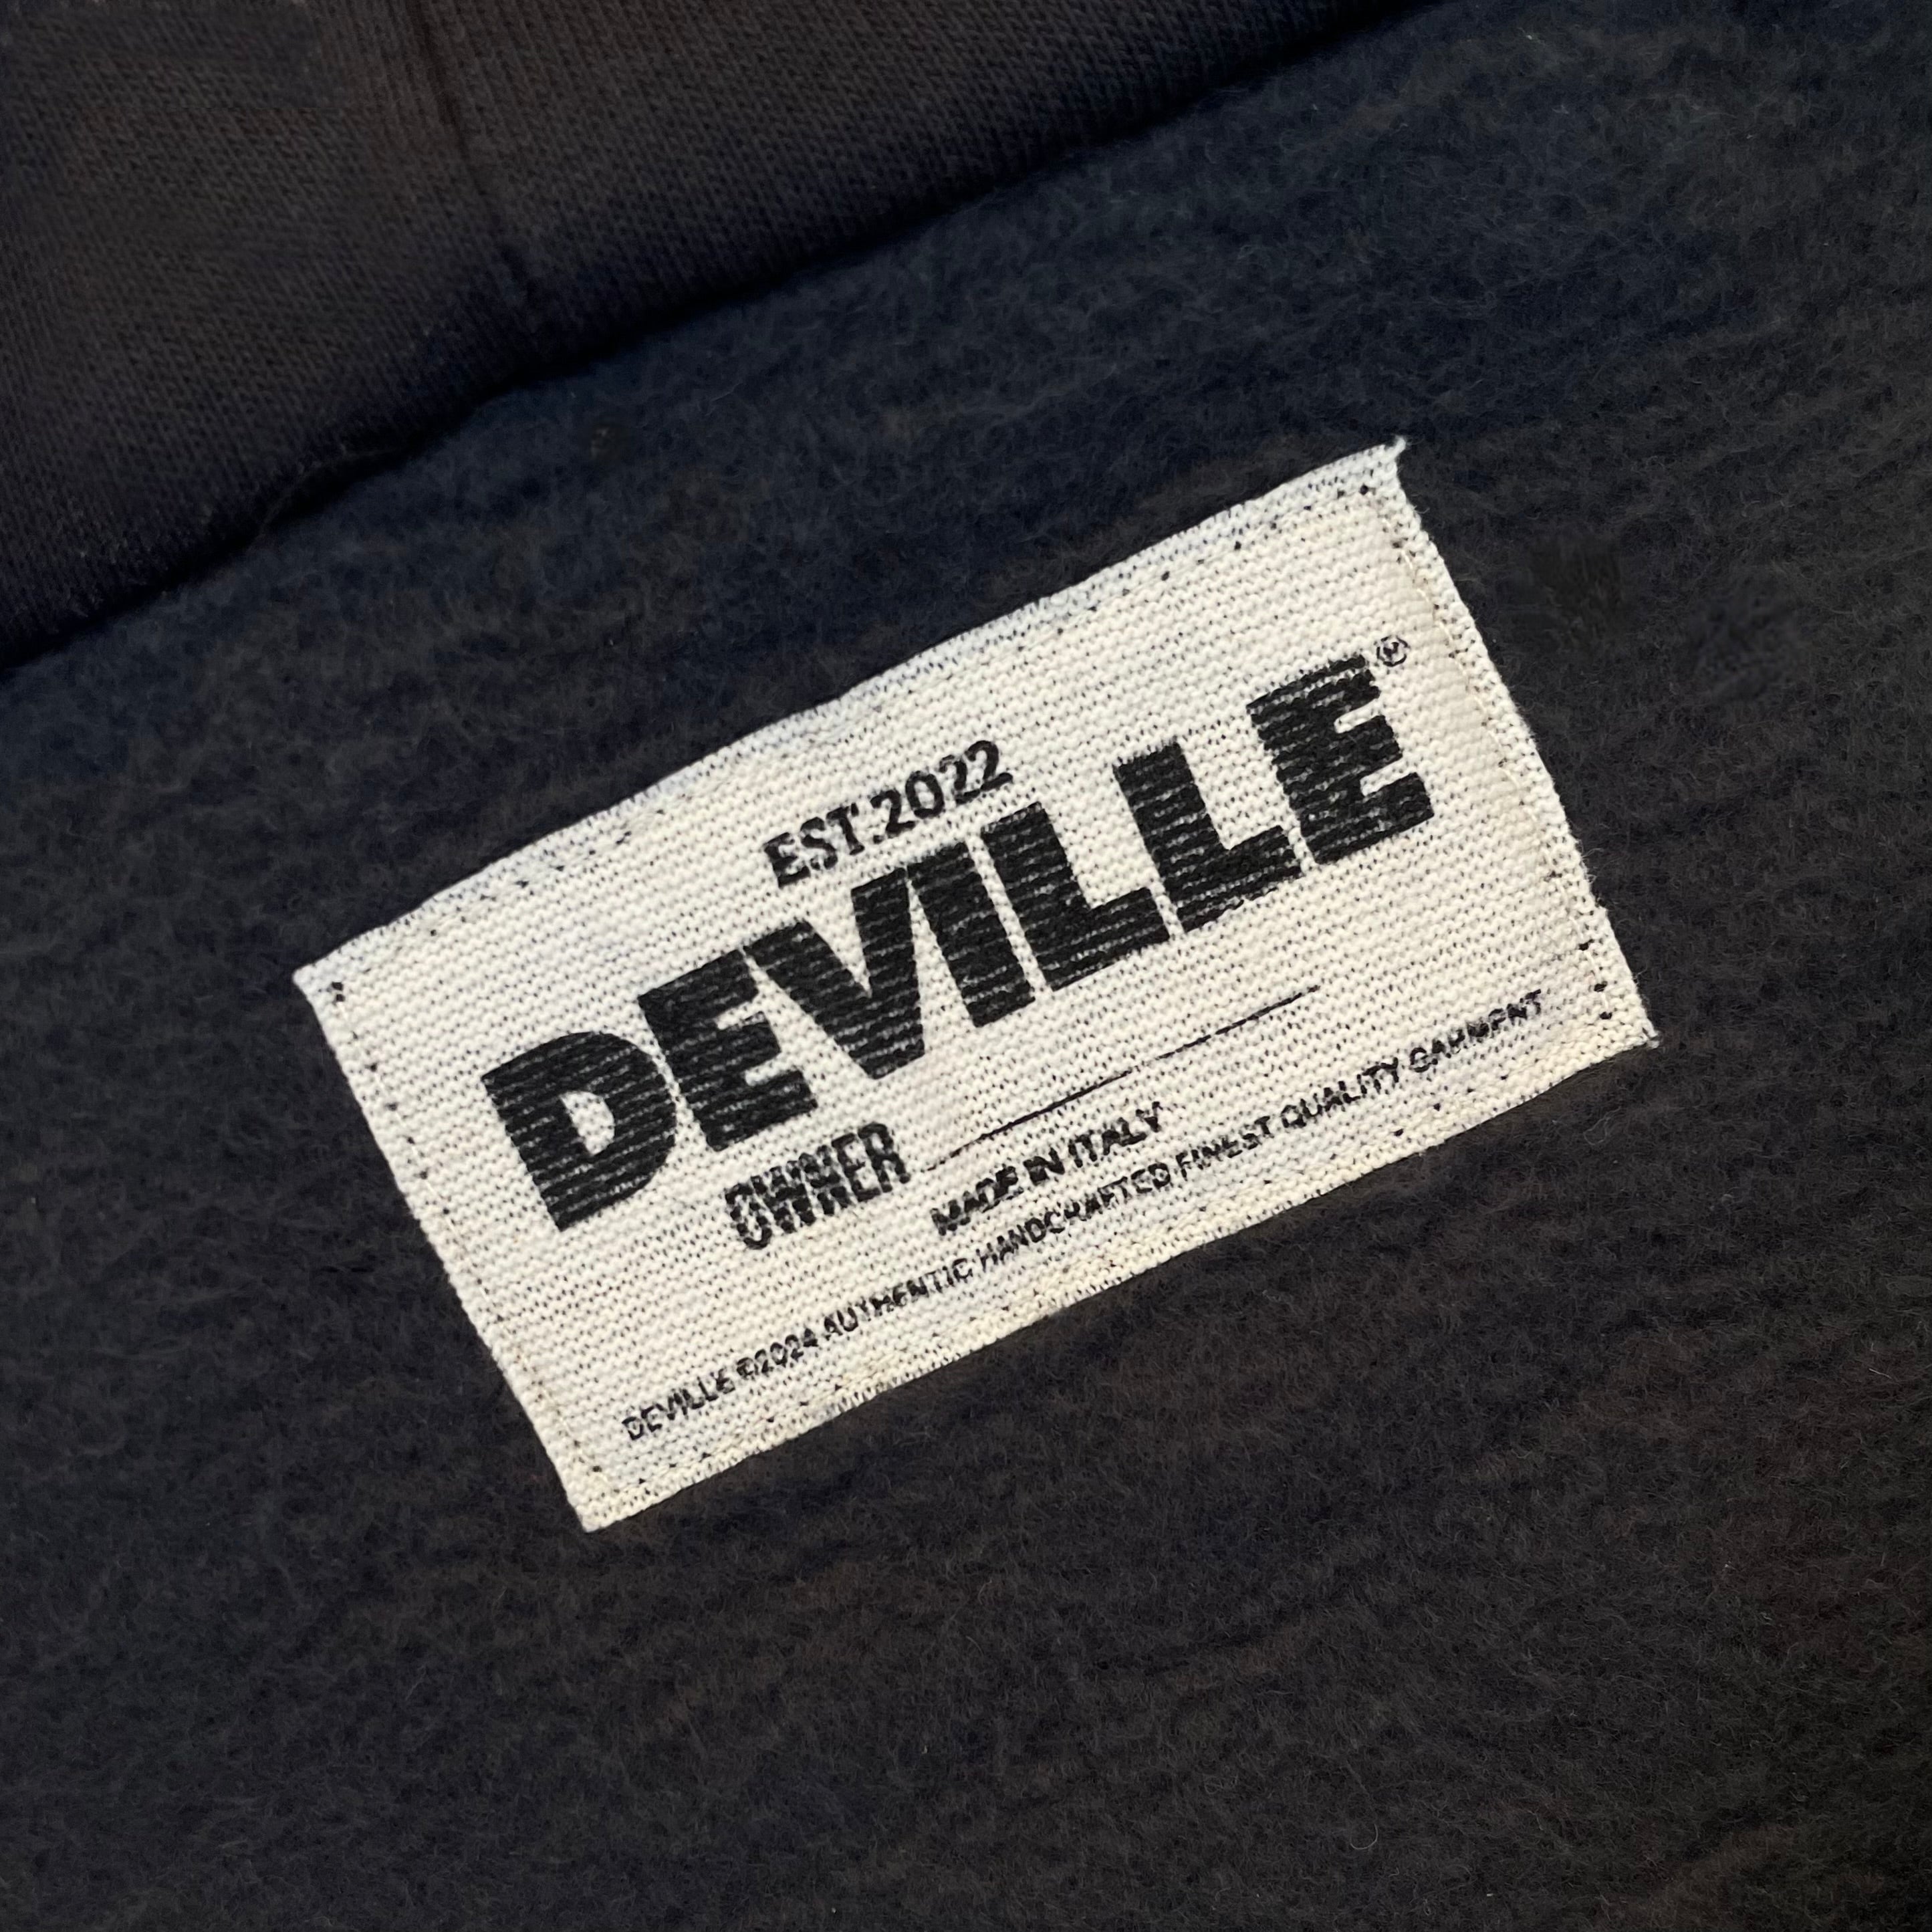 EST.2022
DEVILLE®
OWNER
MADE IN ITALY
DEVILLE ©2024 AUTHENTIC HANDCRAFTED FINEST QUALITY GARMENT